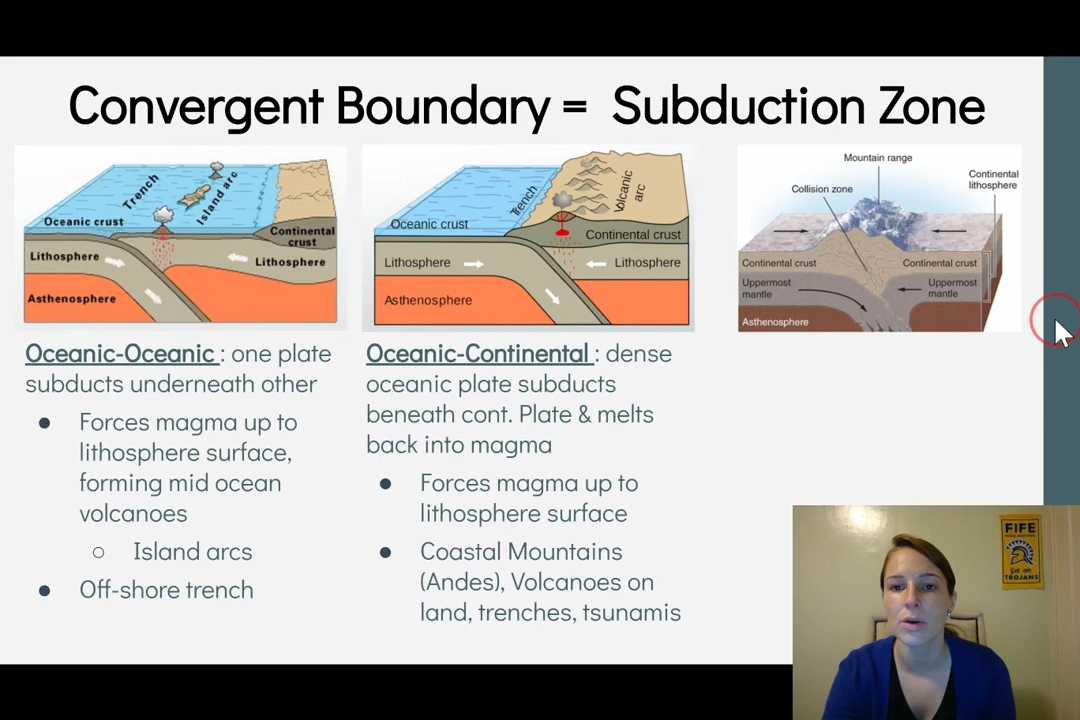 Convergent Boundary = Subduction Zone
Trench
Island arc
Oceanic crust
Continental
crust
Lithosphere
Lithosphere
Asthenosphere
Trench
Volcanic
arc
Oceanic crust
Continental crust
Lithosphere
Lithosphere
Asthenosphere
Mountain range
Collision zone
Continental
lithosphere
Continental crust
Continental crust
Uppermost
mantle
Uppermost
mantle
Asthenosphere
Oceanic-Oceanic : one plate
subducts underneath other
● Forces magma up to
lithosphere surface,
forming mid ocean
volcanoes
○ Island arcs
● Off-shore trench
Oceanic-Continental : dense
oceanic plate subducts
beneath cont. Plate & melts
back into magma
● Forces magma up to
lithosphere surface
● Coastal Mountains
(Andes), Volcanoes on
land, trenches, tsunamis
FIFE
TROJANS